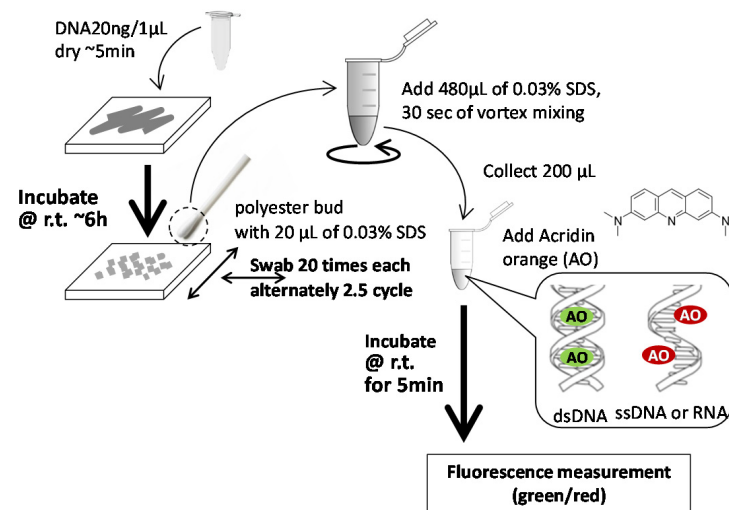 DNA20ng/1µL
dry ~5min
Add 480µL of 0.03% SDS,
30 sec of vortex mixing
Incubate
@ r.t. ~6h
polyester bud
with 20 µL of 0.03% SDS
Swab 20 times each
alternately 2.5 cycle
Collect 200 µL
N
N
N
Add Acridin
orange (AO)
AO
AO
AO
AO
dsDNA
ssDNA or RNA
Incubate
@ r.t.
for 5min
Fluorescence measurement
(green/red)